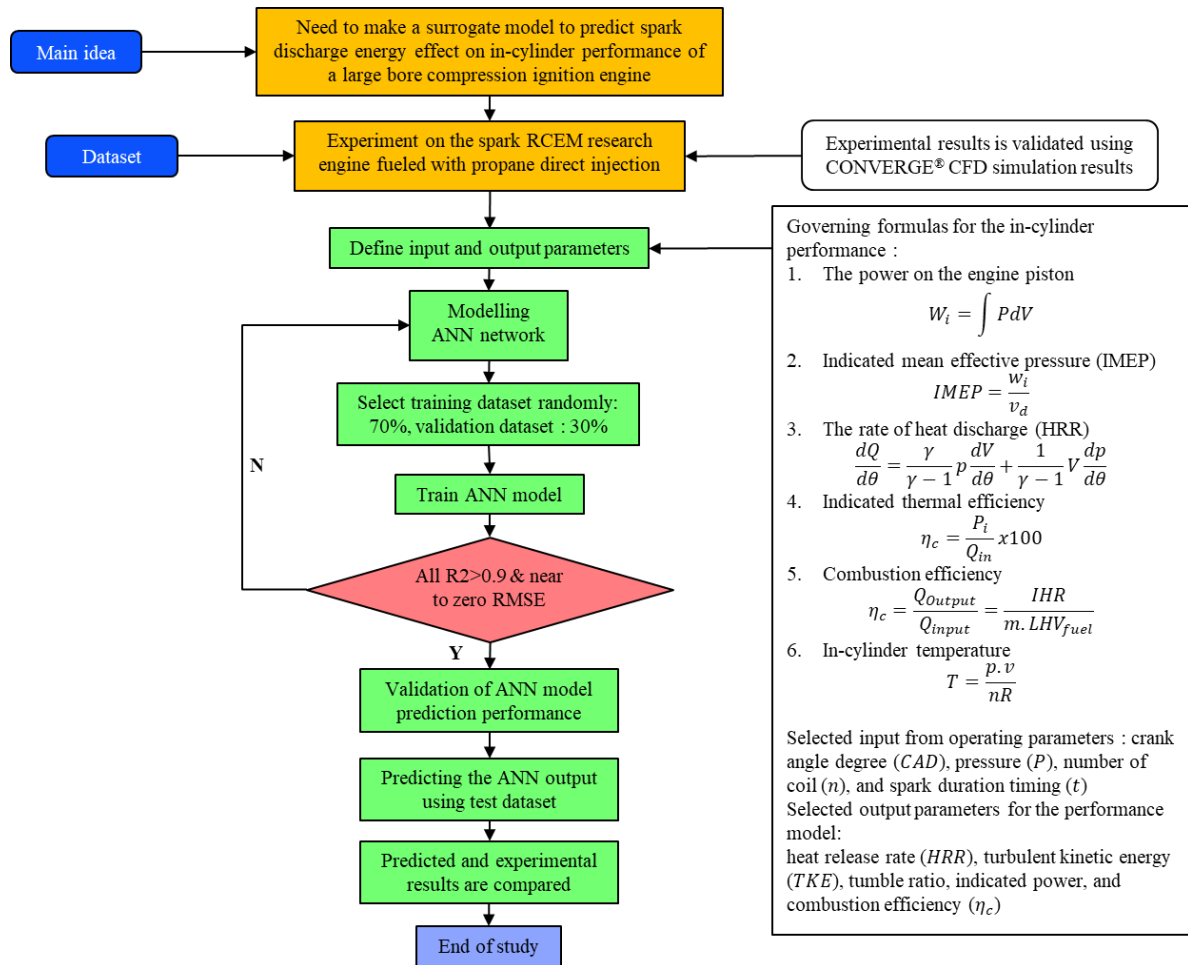 Main idea
Need to make a surrogate model to predict spark
discharge energy effect on in-cylinder performance of
a large bore compression ignition engine
Dataset
Experiment on the spark RCEM research
engine fueled with propane direct injection
Experimental results is validated using
CONVERGE® CFD simulation results
Define input and output parameters
Modelling
ANN network
Select training dataset randomly:
70%, validation dataset : 30%
N
Train ANN model
All R2>0.9 & near
to zero RMSE
Y
Validation of ANN model
prediction performance
Predicting the ANN output
using test dataset
Predicted and experimental
results are compared
End of study
Governing formulas for the in-cylinder
performance :
1. The power on the engine piston
W_i = ∫ PdV
2. Indicated mean effective pressure (IMEP)
IMEP = w_i / v_d
3. The rate of heat discharge (HRR)
dQ/dθ = γ/(γ − 1) p dV/dθ + 1/(γ − 1) V dp/dθ
4. Indicated thermal efficiency
η_c = P_i / Q_in x100
5. Combustion efficiency
η_c = Q_Output / Q_input = IHR / m. LHV_fuel
6. In-cylinder temperature
T = p. v / nR
Selected input from operating parameters : crank
angle degree (CAD), pressure (P), number of
coil (n), and spark duration timing (t)
Selected output parameters for the performance
model:
heat release rate (HRR), turbulent kinetic energy
(TKE), tumble ratio, indicated power, and
combustion efficiency (η_c)